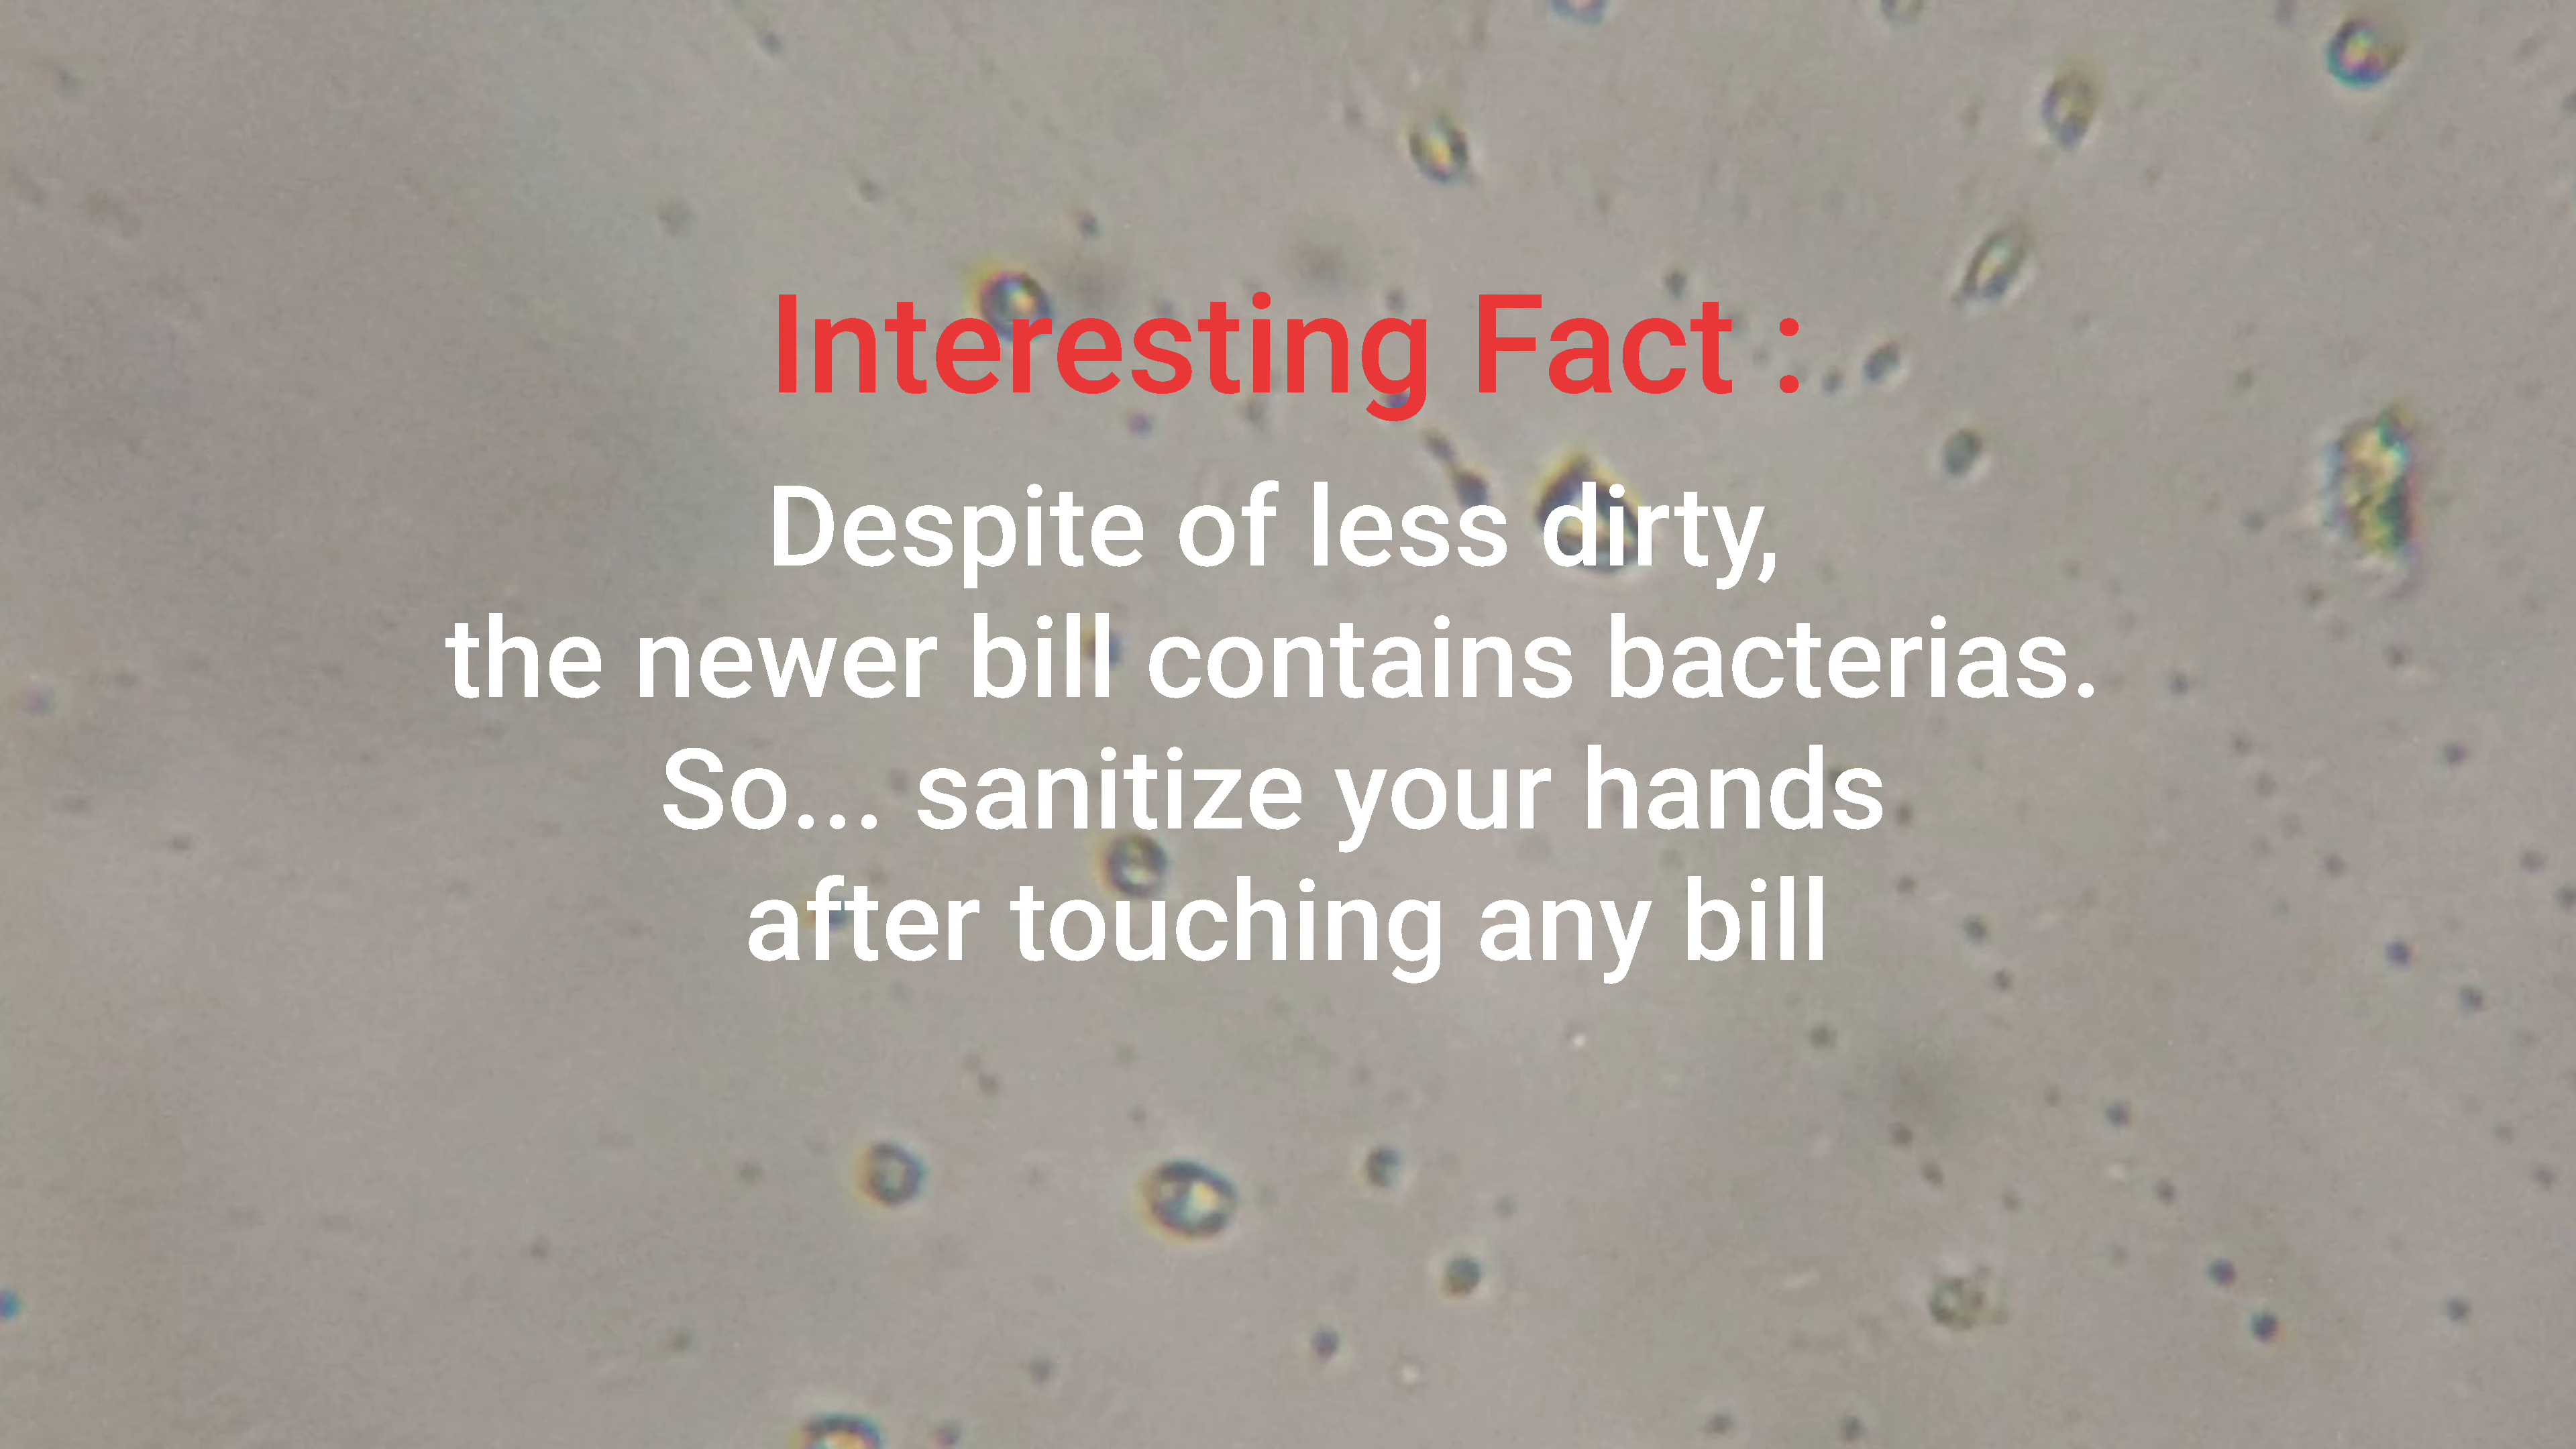 Interesting Fact :
Despite of less dirty,
the newer bill contains bacterias.
So... sanitize your hands
after touching any bill